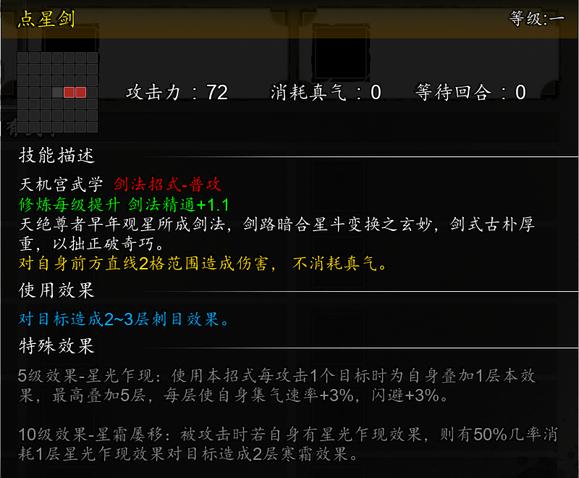 点星剑 等级:一
攻击力 : 72 消耗真气 : 0 等待回合 : 0
技能描述
天机宫武学 剑法招式-普攻
修炼每级提升 剑法精通+1.1
天绝尊者早年观星所成剑法，剑路暗合星斗变换之玄妙，剑式古朴厚
重，以拙正破奇巧。
对自身前方直线2格范围造成伤害， 不消耗真气。
使用效果
对目标造成2~3层刺目效果。
特殊效果
5级效果-星光乍现：使用本招式每攻击1个目标时为自身叠加1层本效
果，最高叠加5层，每层使自身集气速率+3%，闪避+3%。
10级效果-星霜屡移：被攻击时若自身有星光乍现效果，则有50%几率消
耗1层星光乍现效果对目标造成2层寒霜效果。